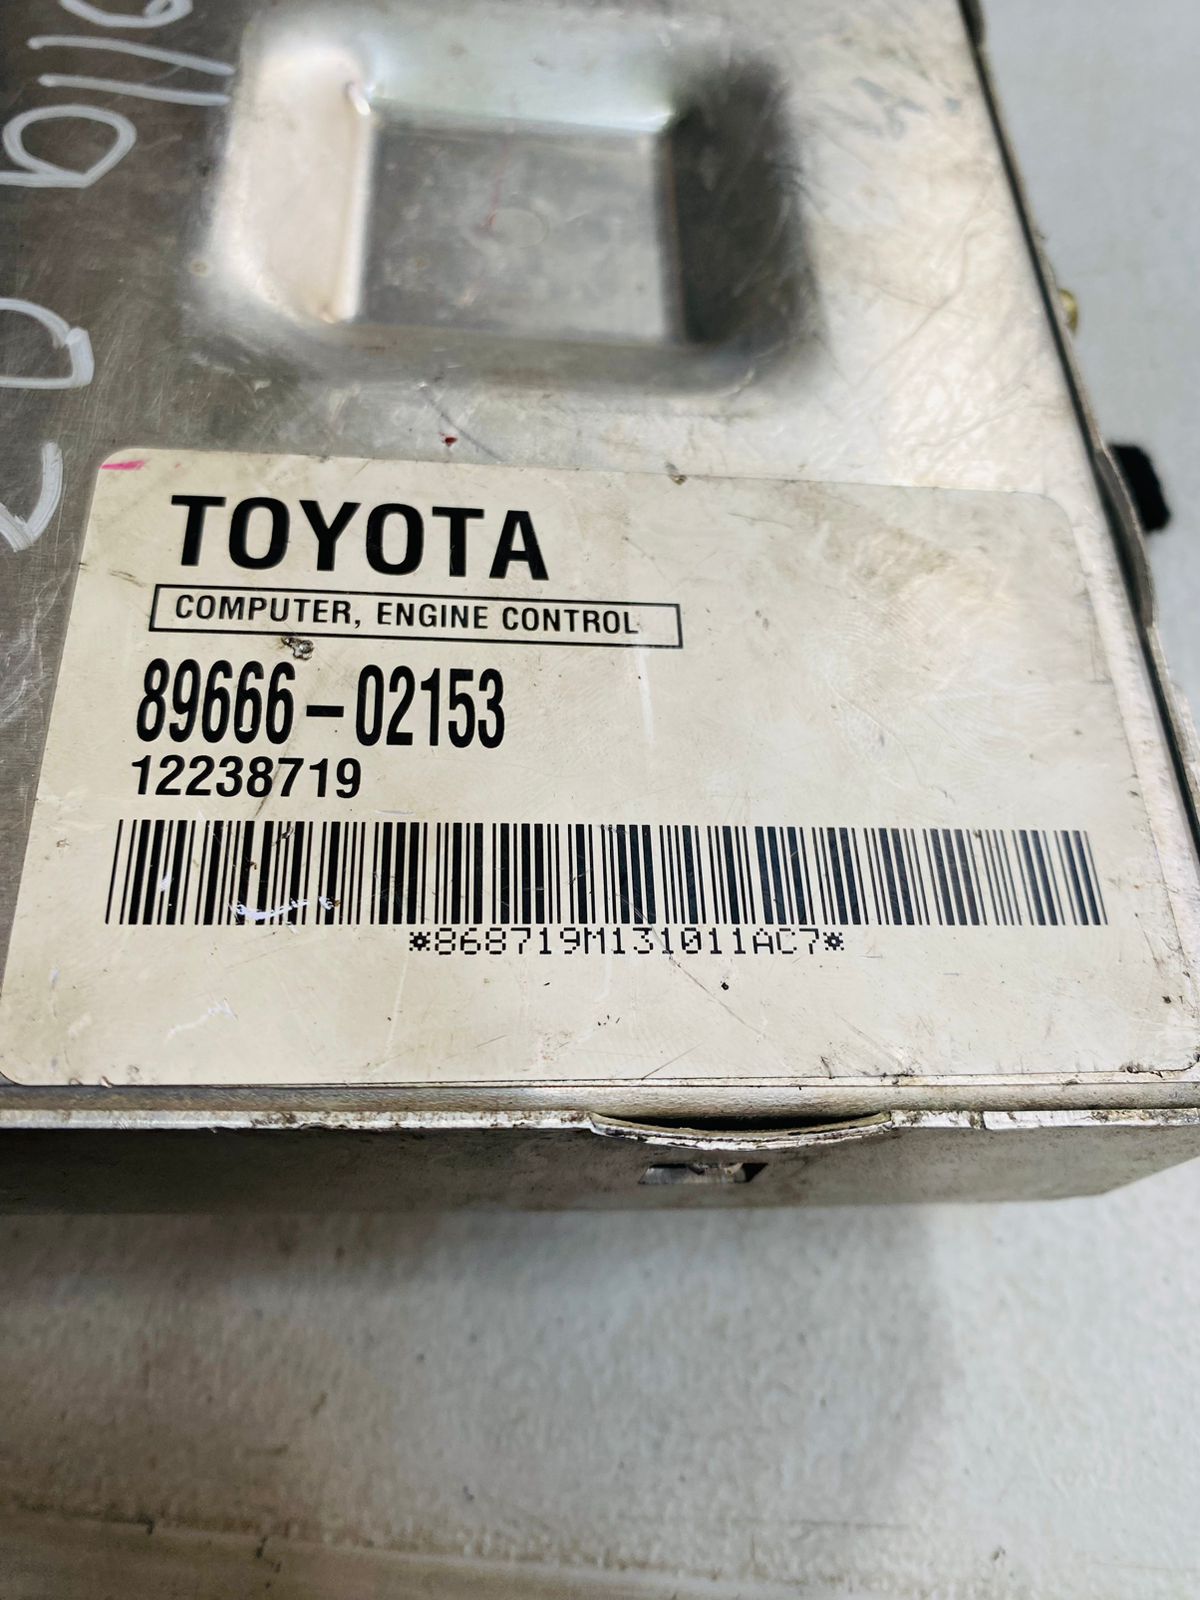 TOYOTA
COMPUTER, ENGINE CONTROL
89666-02153
12238719
*868719M131011AC7*